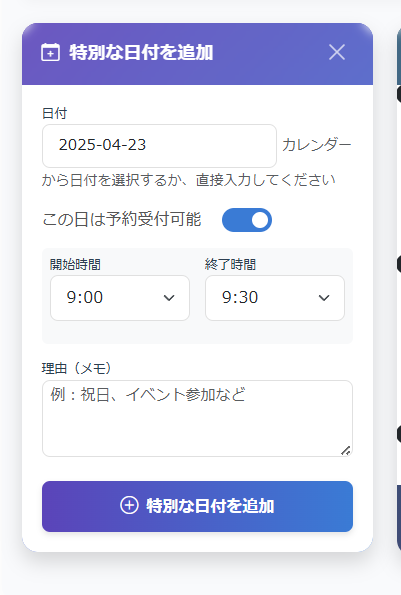 特別な日付を追加
日付
2025-04-23 カレンダー
から日付を選択するか、直接入力してください
この日は予約受付可能
開始時間 終了時間
9:00 9:30
理由（メモ）
例：祝日、イベント参加など
特別な日付を追加